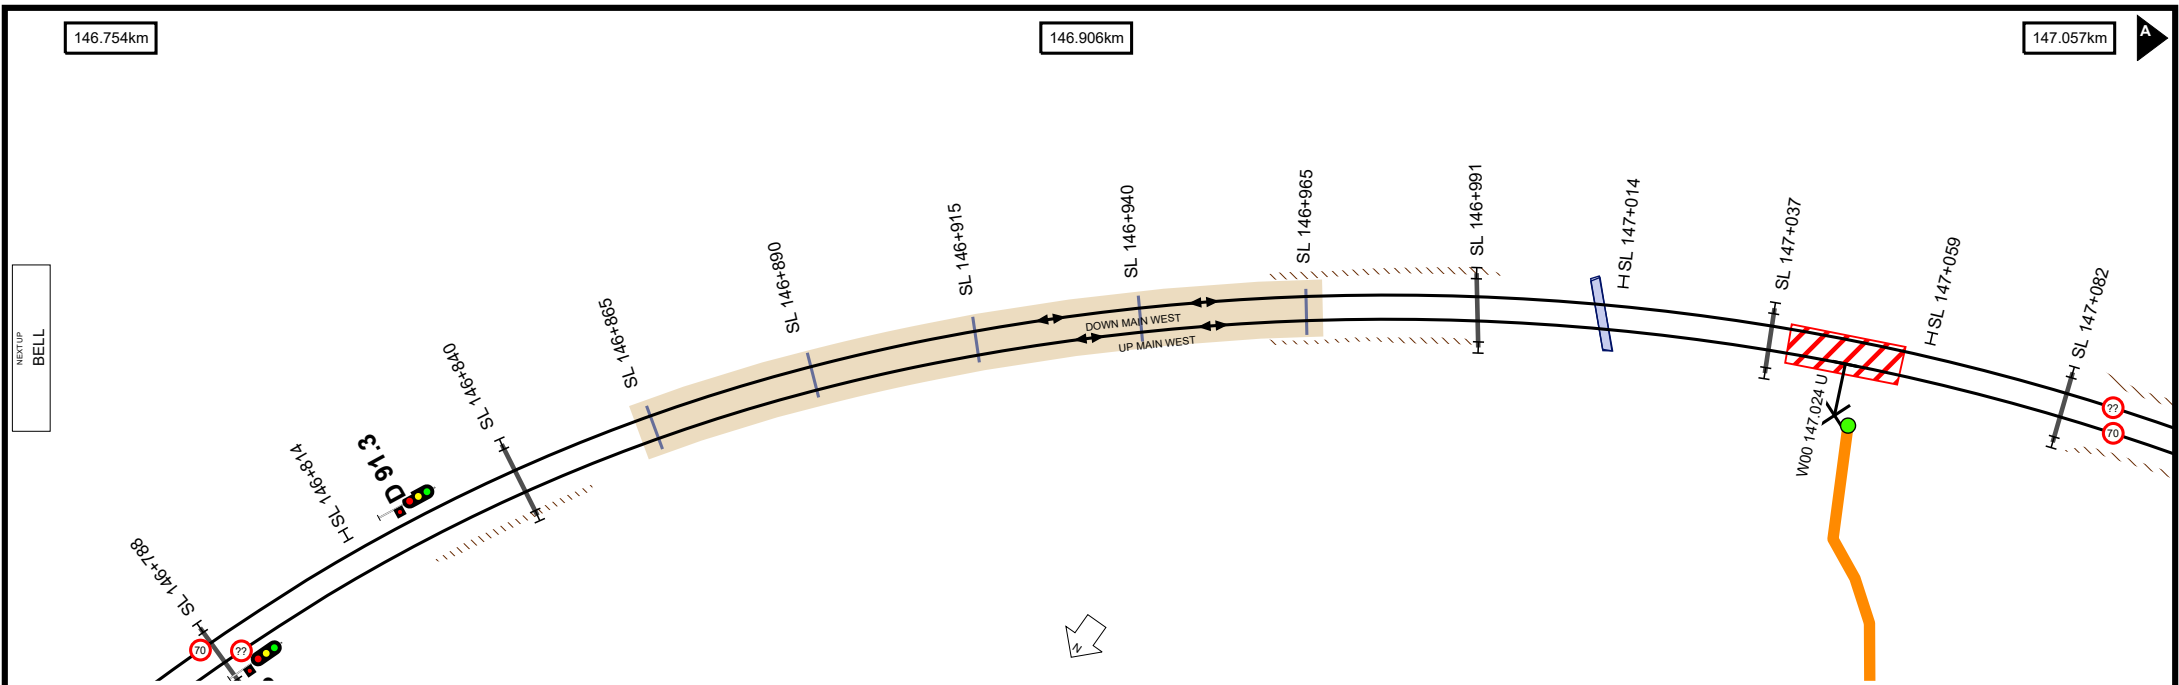 146.754km
146.906km
147.057km
A
NEXT UP
BELL
SL 146+788
SL 146+814
D 91.3
SL 146+840
SL 146+865
SL 146+890
SL 146+915
SL 146+940
SL 146+965
SL 146+991
SL 147+014
SL 147+037
SL 147+059
SL 147+082
DOWN MAIN WEST
UP MAIN WEST
W00 147.024 U
??
70
70
??
N